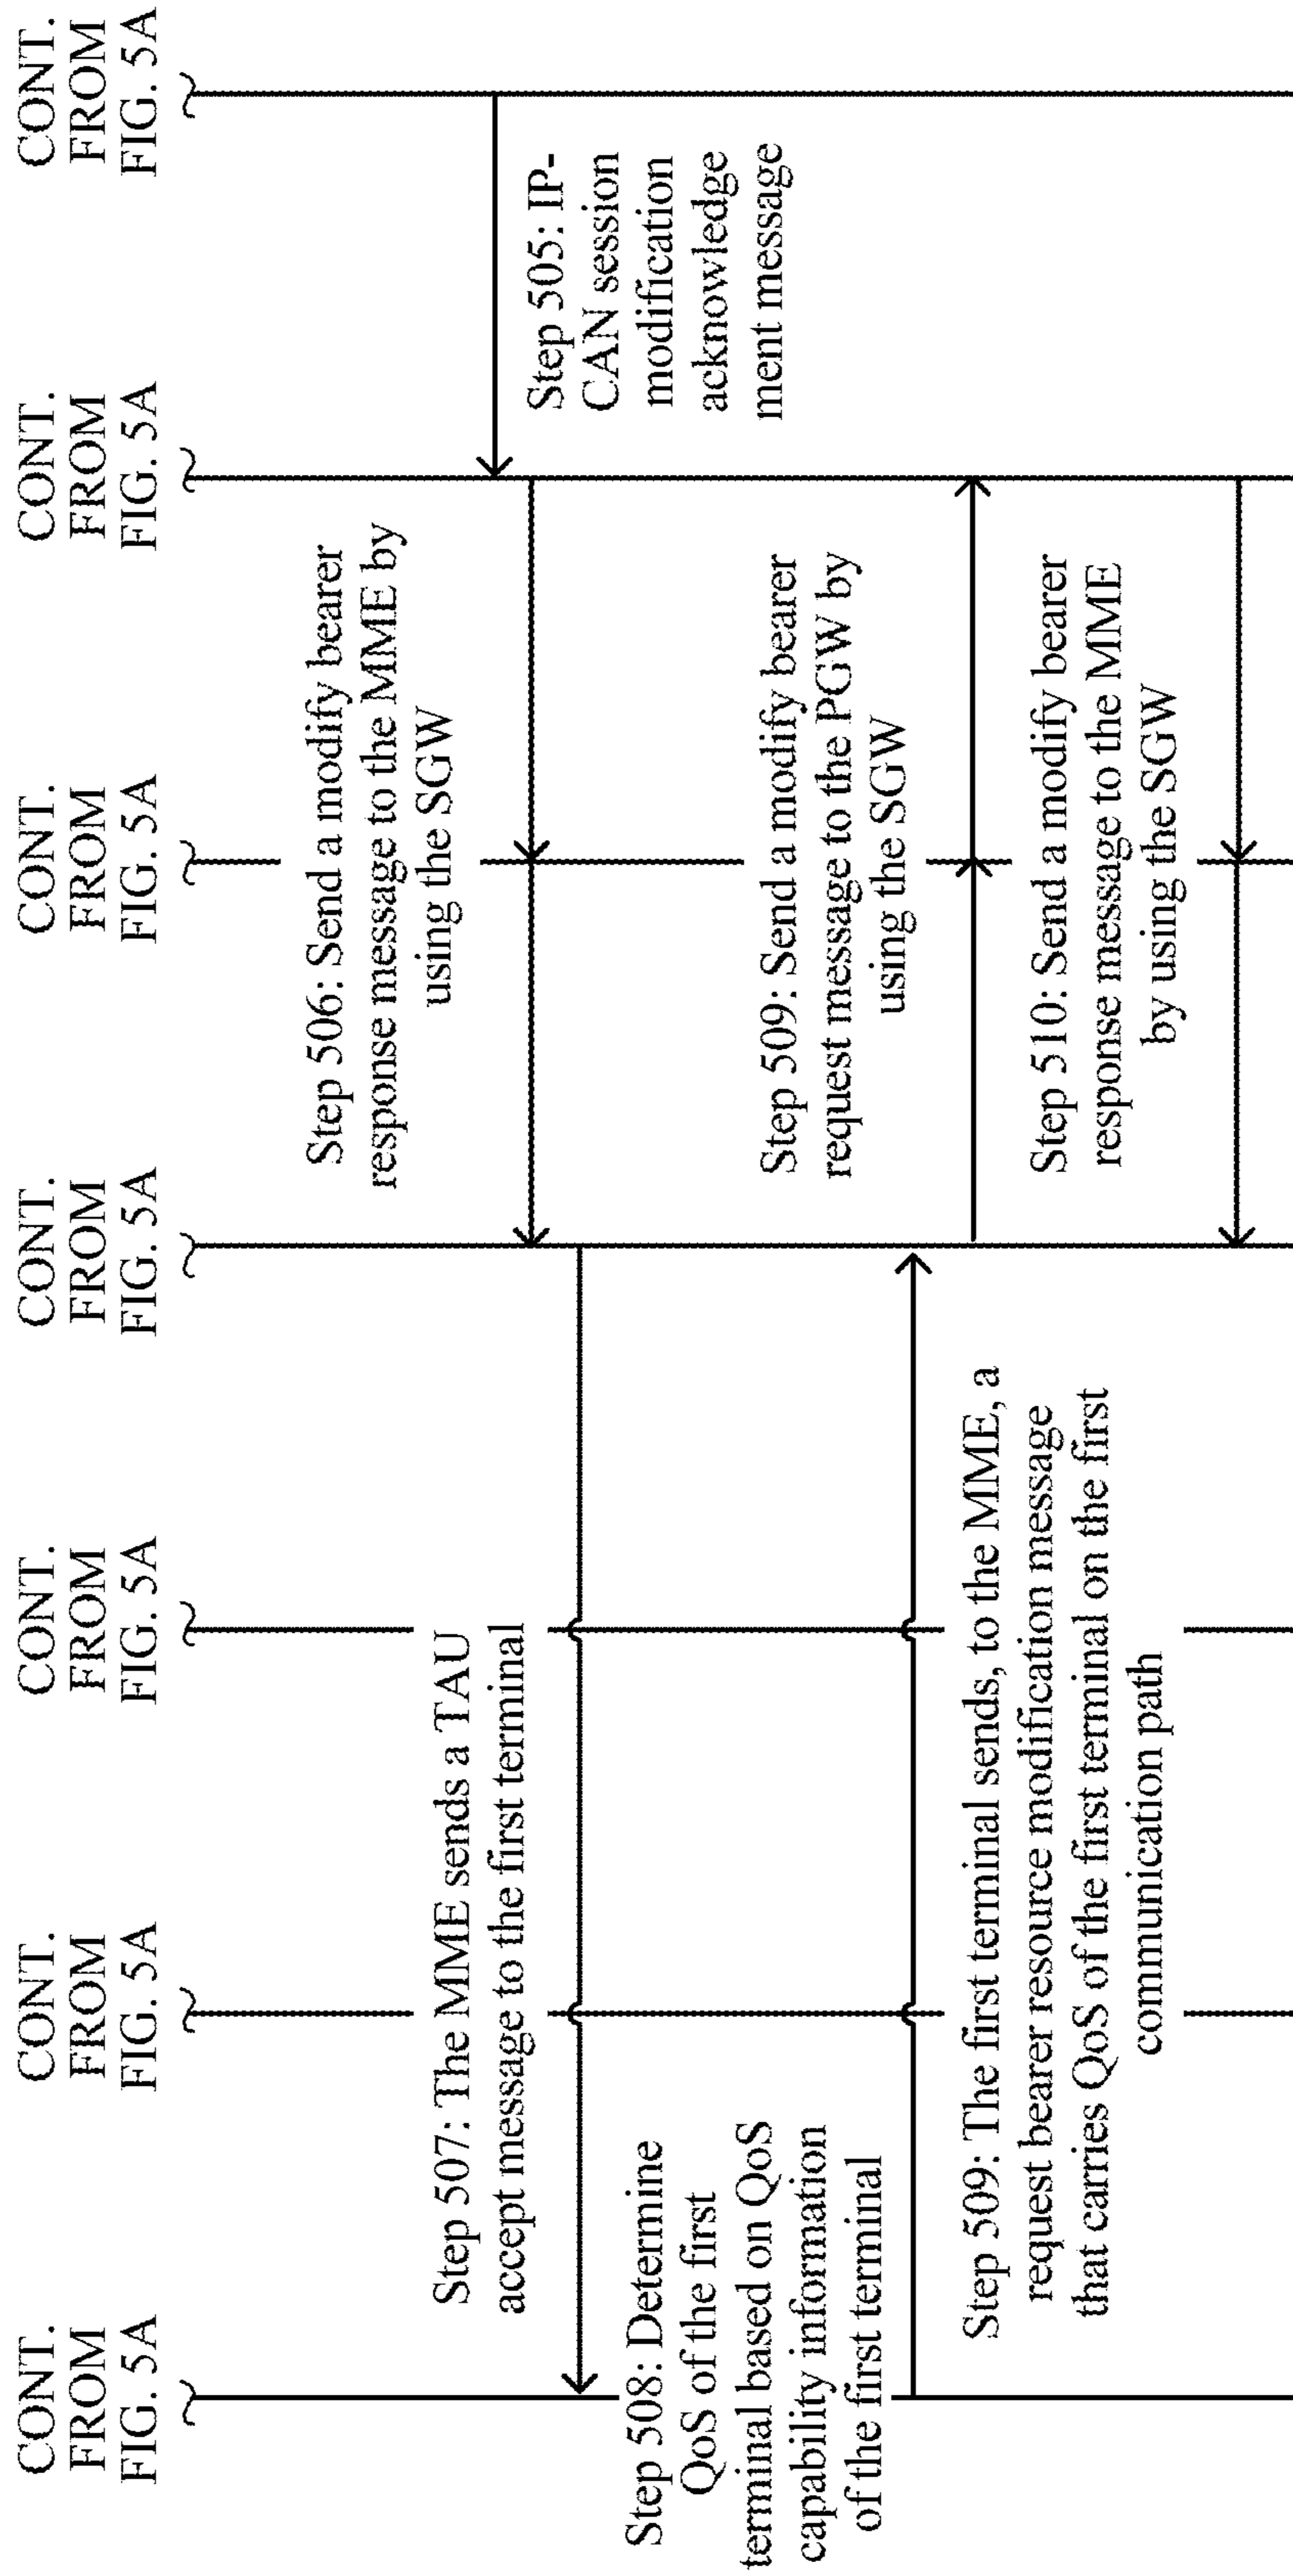 CONT.
FROM
FIG. 5A
CONT.
FROM
FIG. 5A
CONT.
FROM
FIG. 5A
CONT.
FROM
FIG. 5A
CONT.
FROM
FIG. 5A
CONT.
FROM
FIG. 5A
CONT.
FROM
FIG. 5A
Step 505: IP-
CAN session
modification
acknowledge
ment message
Step 506: Send a modify bearer
response message to the MME by
using the SGW
Step 507: The MME sends a TAU
accept message to the first terminal
Step 508: Determine
QoS of the first
terminal based on QoS
capability information
of the first terminal
Step 509: The first terminal sends, to the MME, a
request bearer resource modification message
that carries QoS of the first terminal on the first
communication path
Step 509: Send a modify bearer
request message to the PGW by
using the SGW
Step 510: Send a modify bearer
response message to the MME
by using the SGW